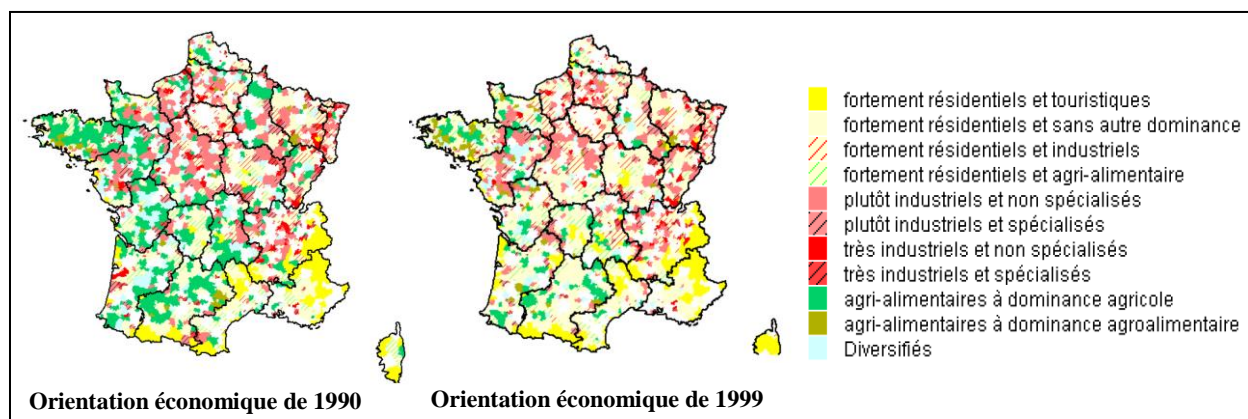 fortement résidentiels et touristiques
fortement résidentiels et sans autre dominance
fortement résidentiels et industriels
fortement résidentiels et agri-alimentaire
plutôt industriels et non spécialisés
plutôt industriels et spécialisés
très industriels et non spécialisés
très industriels et spécialisés
agri-alimentaires à dominance agricole
agri-alimentaires à dominance agroalimentaire
Diversifiés
Orientation économique de 1990
Orientation économique de 1999